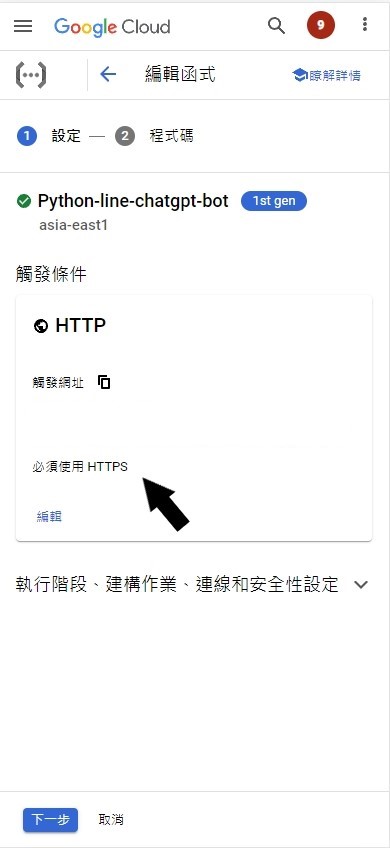 Google Cloud
9
編輯函式
瞭解詳情
1 設定 — 2 程式碼
Python-line-chatgpt-bot 1st gen
asia-east1
觸發條件
HTTP
觸發網址
必須使用 HTTPS
編輯
執行階段、建構作業、連線和安全性設定
下一步 取消